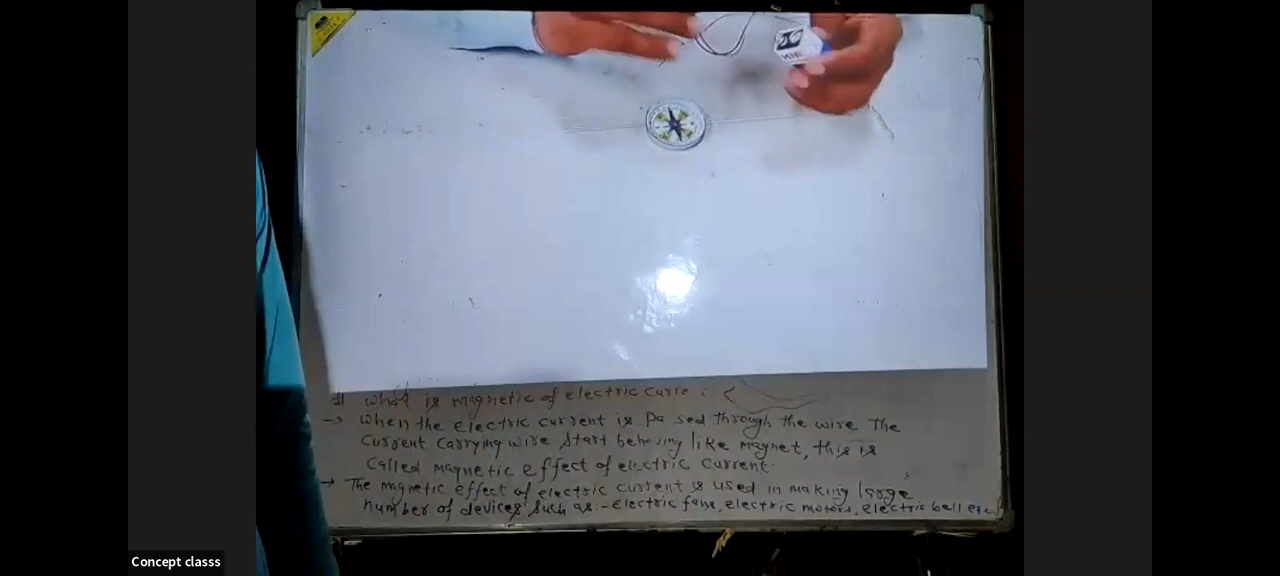 what is magnetic of electric curre :
→ when the electric current is pa sed through the wire The
current carrying wire start behaving like magnet, this is
called magnetic effect of electric current.
→ The magnetic effect of electric current is used in making large
number of devices such as - electric fans, electric motors, electric bell etc
Concept classs